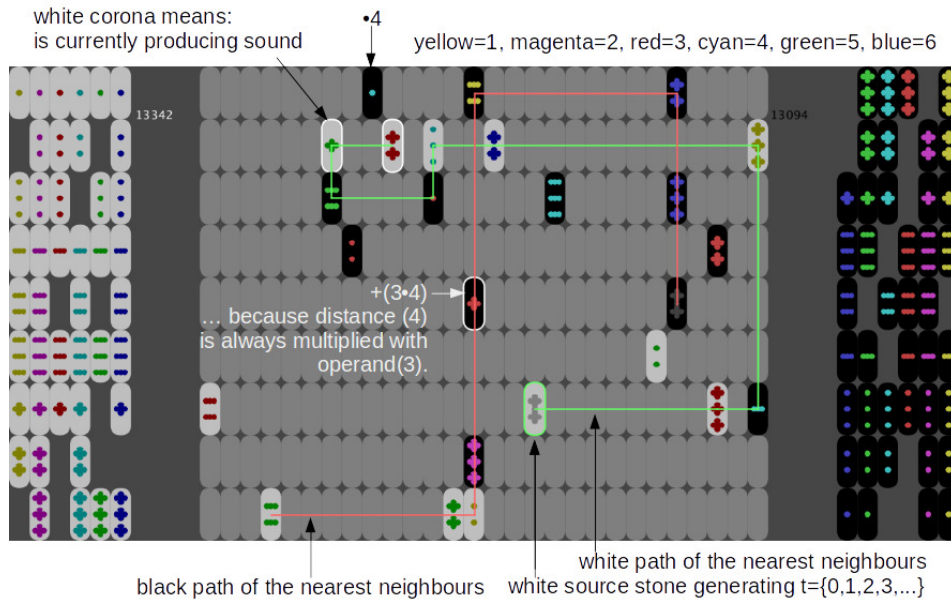 white corona means:
is currently producing sound
•4
yellow=1, magenta=2, red=3, cyan=4, green=5, blue=6
13342
13094
+(3•4)
... because distance (4)
is always multiplied with
operand(3).
black path of the nearest neighbours
white path of the nearest neighbours
white source stone generating t={0,1,2,3,...}